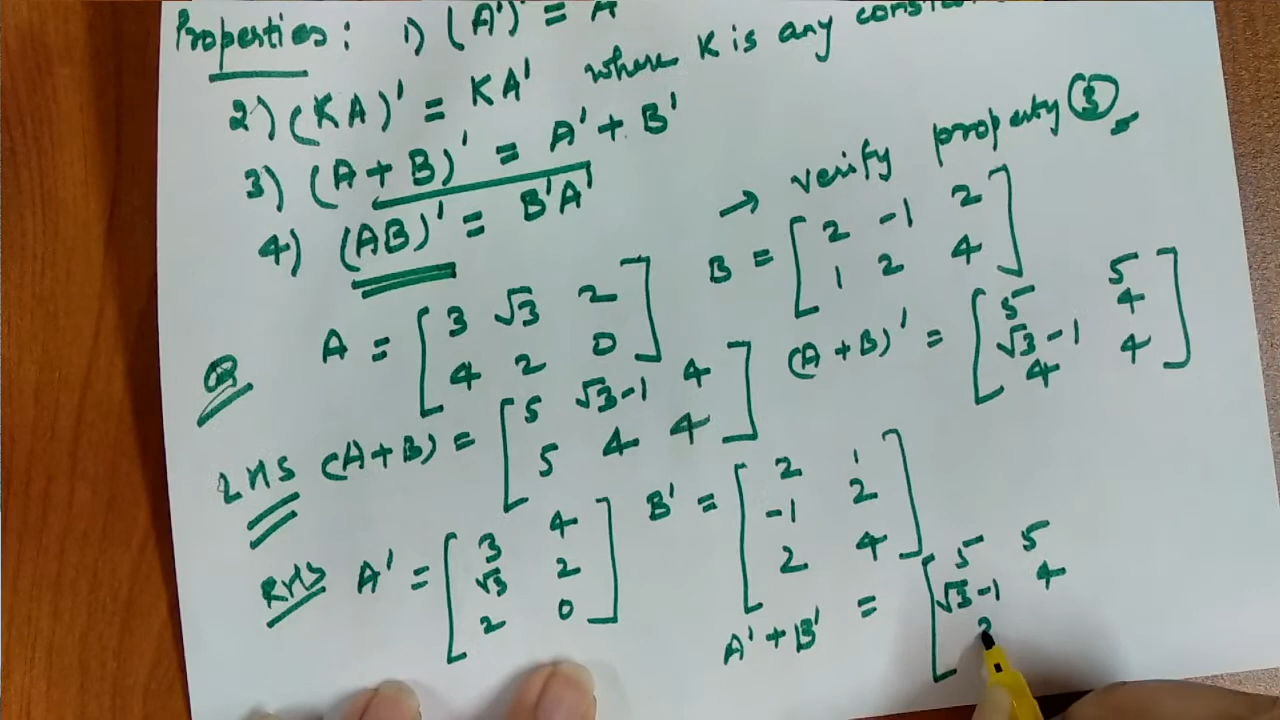 Properties: 1) (A')' = A
2) (KA)' = KA' where K is any
3) (A+B)' = A' + B'
4) (AB)' = B'A'
→ verify property 3
Q A = [ 3 √3 2
4 2 0 ]
B = [ 2 -1 2
1 2 4 ]
LHS (A+B) = [ 5 √3-1 4
5 4 4 ]
(A+B)' = [ 5 5
√3-1 4
4 4 ]
RHS A' = [ 3 4
√3 2
2 0 ]
B' = [ 2 1
-1 2
2 4 ]
A' + B' = [ 5 5
√3-1 4